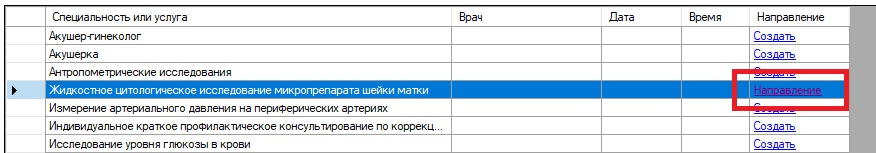 Специальность или услуга Врач Дата Время Направление
Акушер-гинеколог Создать
Акушерка Создать
Антропометрические исследования Создать
Жидкостное цитологическое исследование микропрепарата шейки матки Направление
Измерение артериального давления на периферических артериях Создать
Индивидуальное краткое профилактическое консультирование по коррекц... Создать
Исследование уровня глюкозы в крови Создать